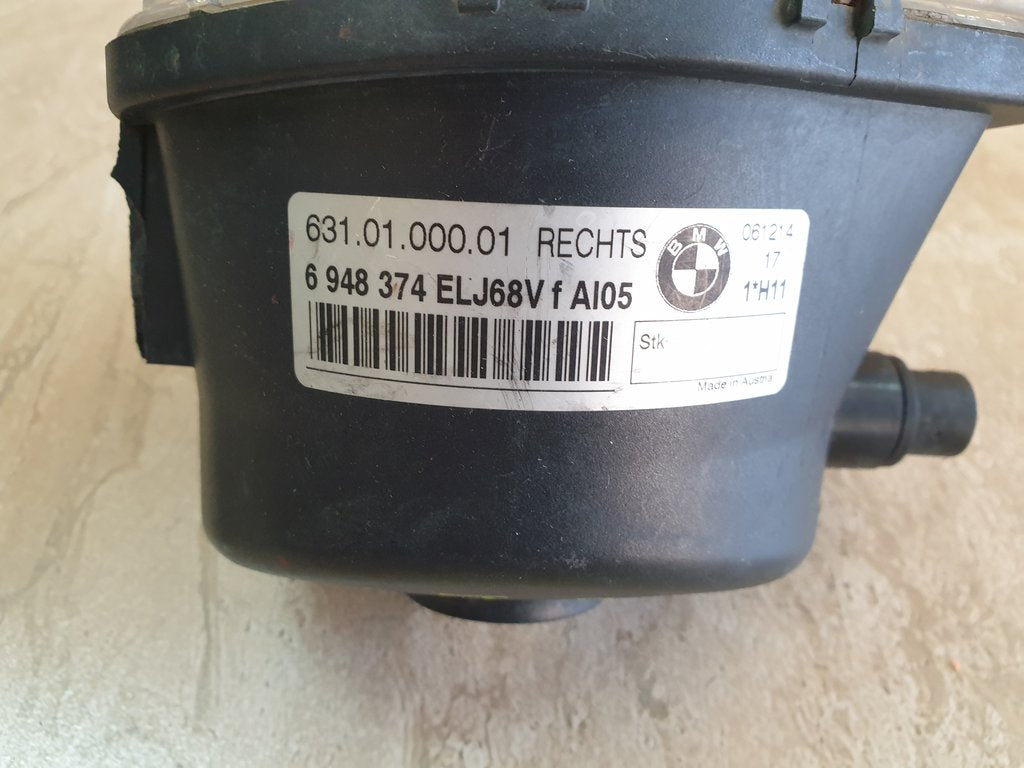 631.01.000.01 RECHTS
6 948 374 ELJ68V f AI05
BMW
061214
17
1*H11
Stk
Made in Austria